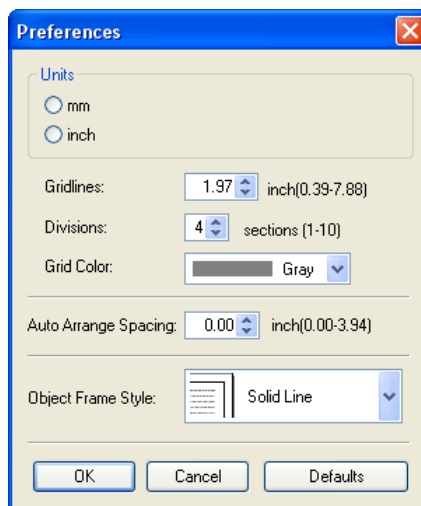 Preferences
Units
mm
inch
Gridlines: 1.97 inch(0.39-7.88)
Divisions: 4 sections (1-10)
Grid Color: Gray
Auto Arrange Spacing: 0.00 inch(0.00-3.94)
Object Frame Style: Solid Line
OK Cancel Defaults